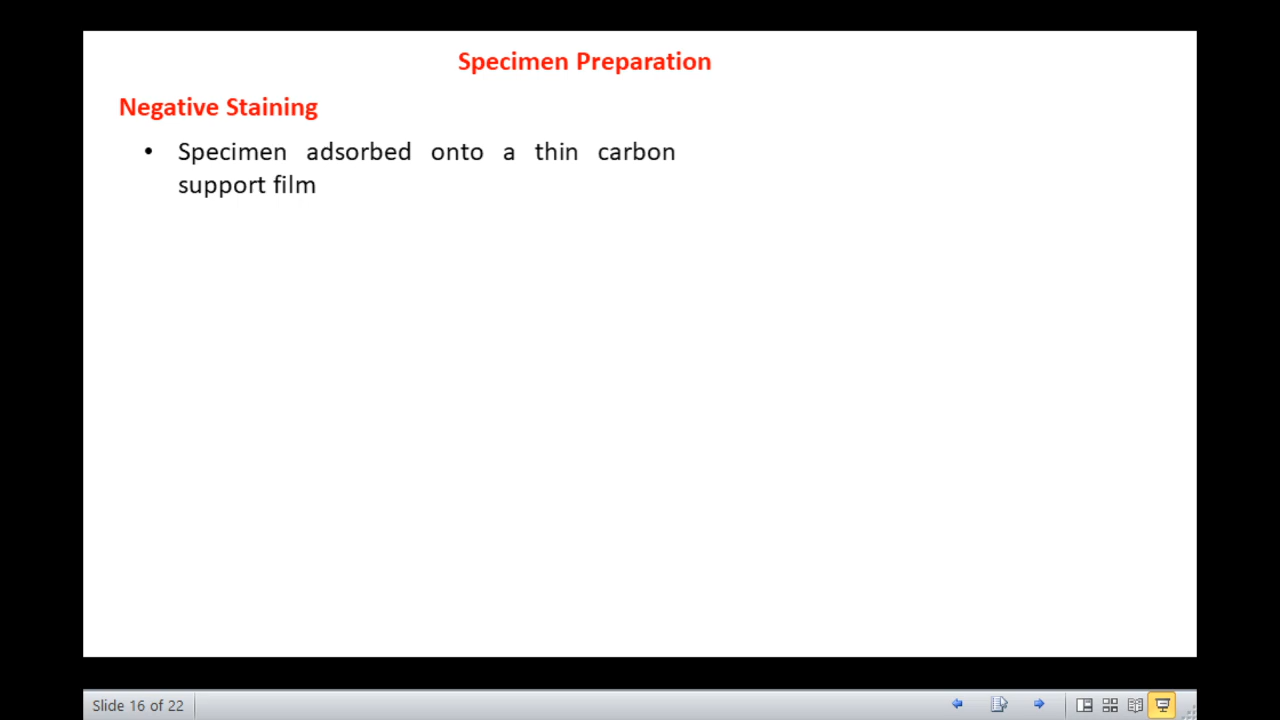 Specimen Preparation
Negative Staining
• Specimen adsorbed onto a thin carbon
support film
Slide 16 of 22